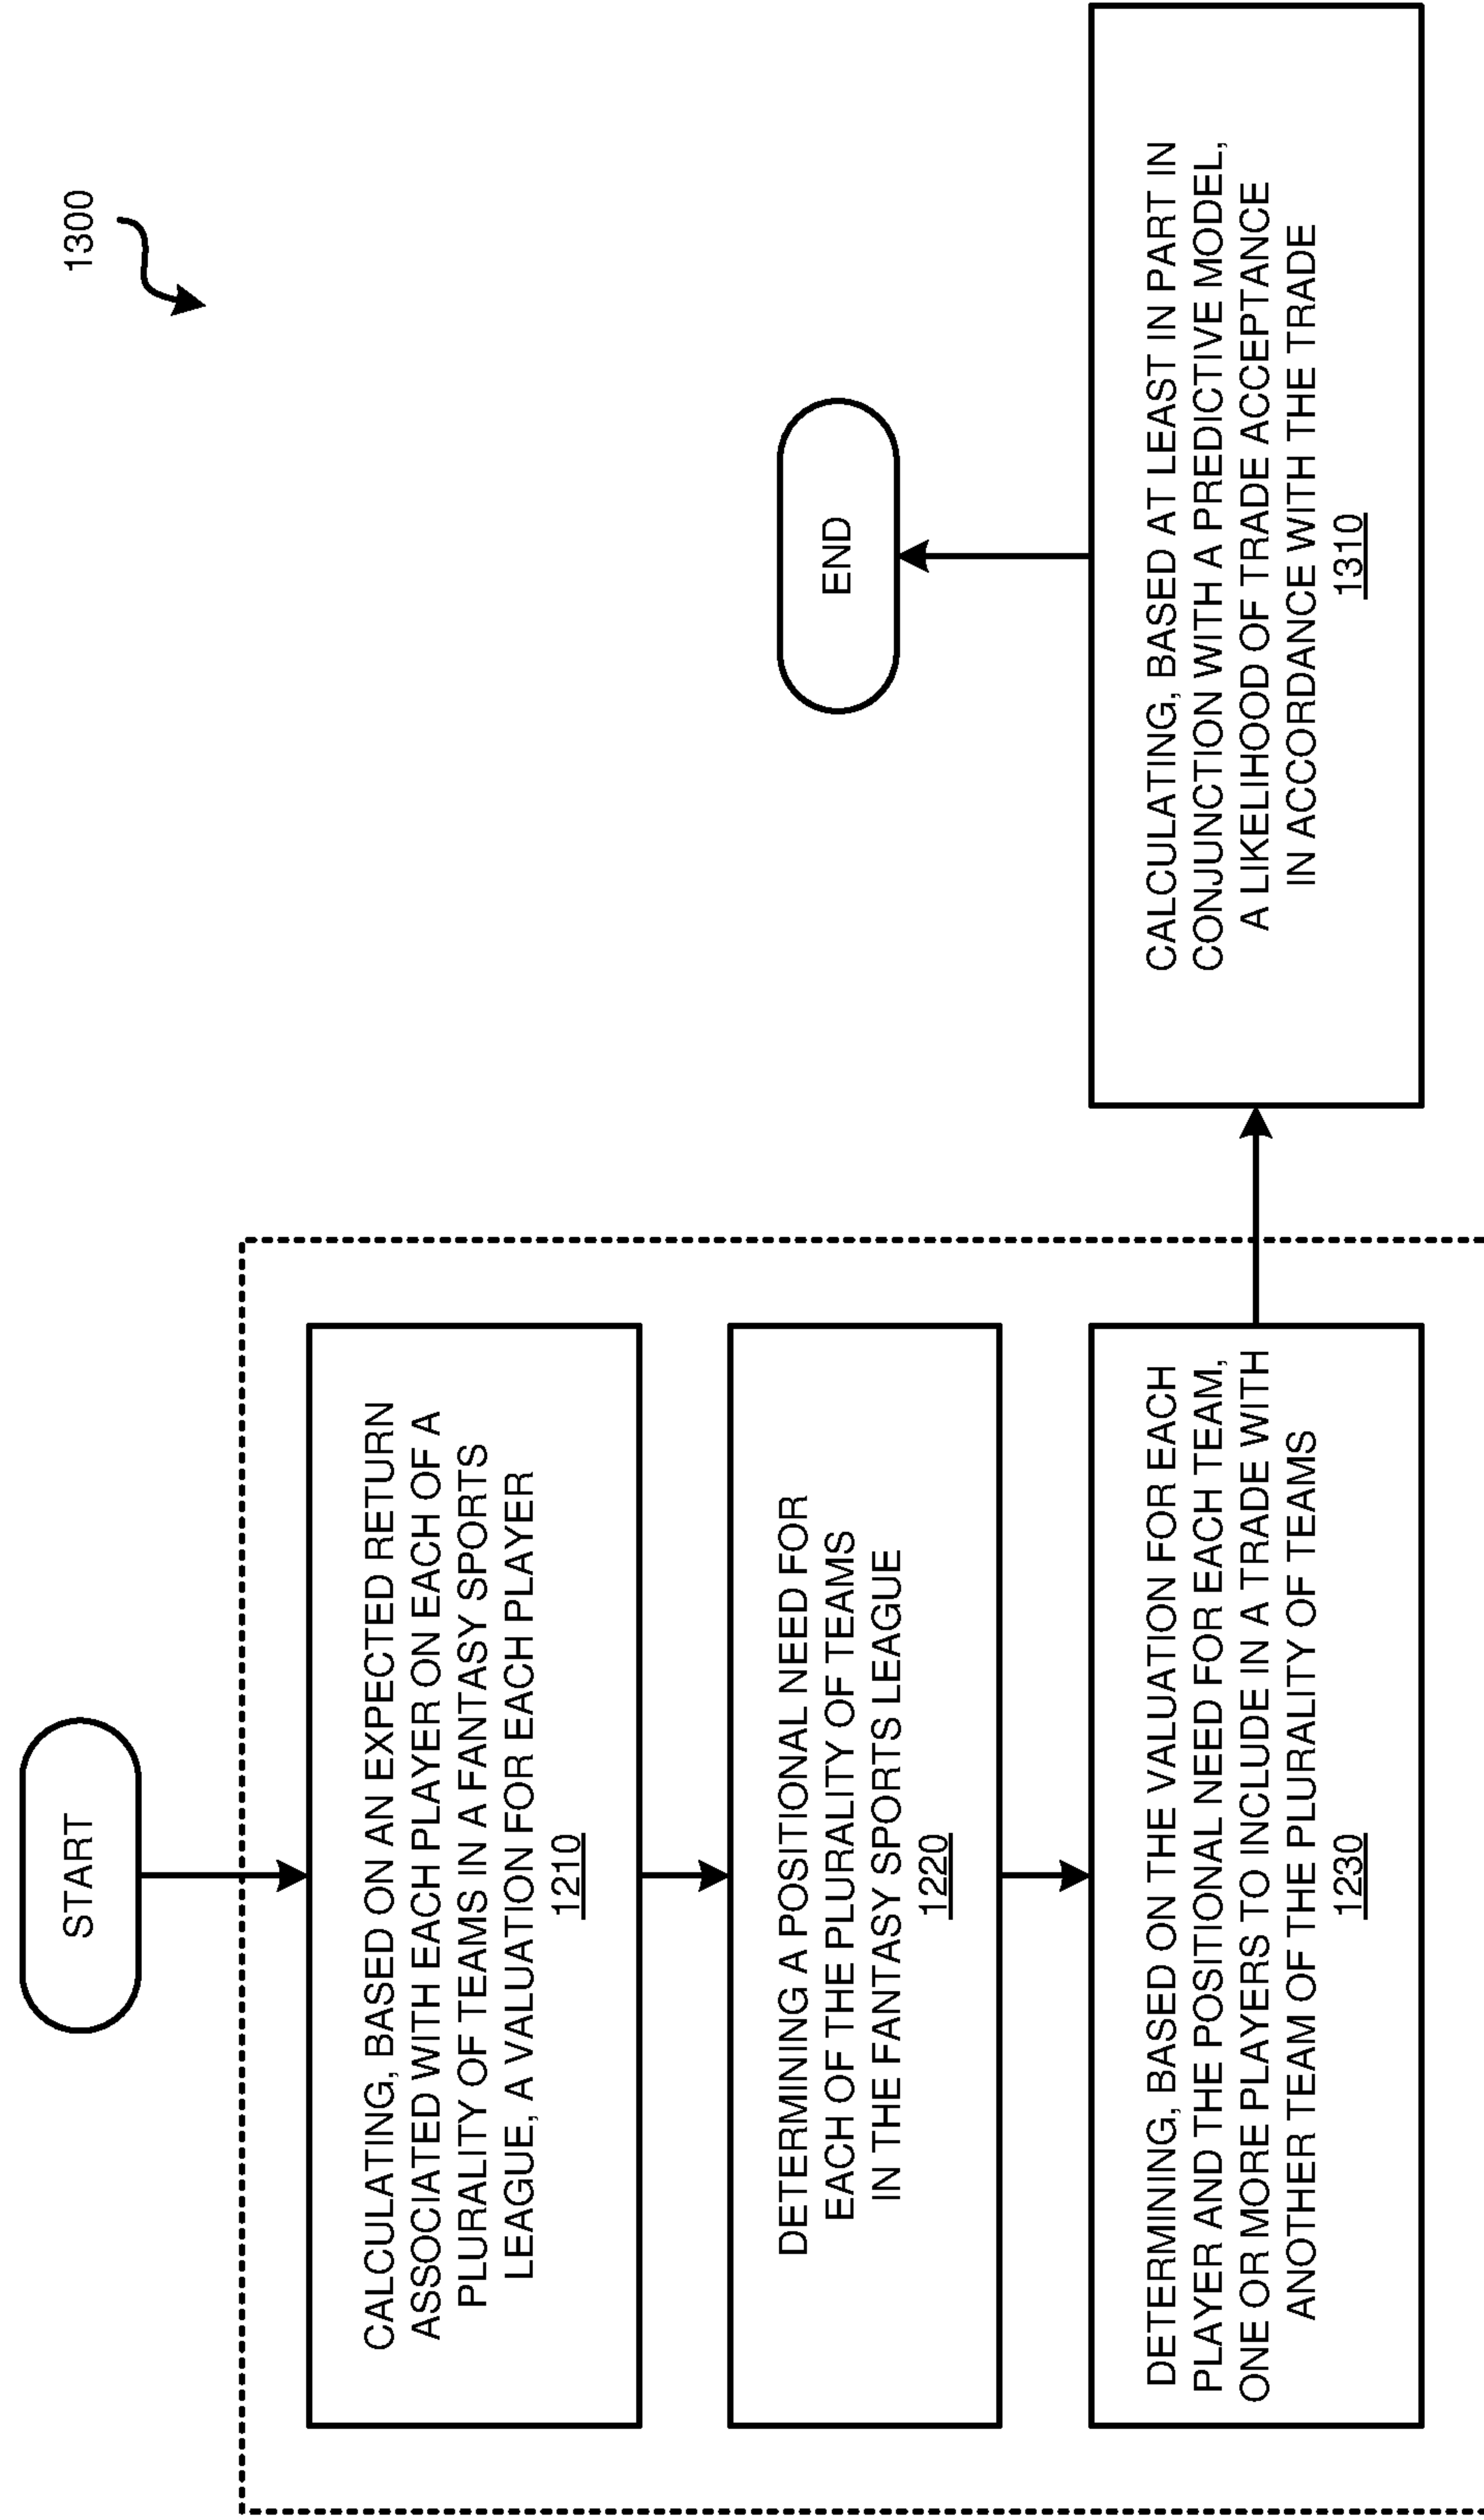 1300
START
CALCULATING, BASED ON AN EXPECTED RETURN
ASSOCIATED WITH EACH PLAYER ON EACH OF A
PLURALITY OF TEAMS IN A FANTASY SPORTS
LEAGUE, A VALUATION FOR EACH PLAYER
1210
DETERMINING A POSITIONAL NEED FOR
EACH OF THE PLURALITY OF TEAMS
IN THE FANTASY SPORTS LEAGUE
1220
DETERMINING, BASED ON THE VALUATION FOR EACH
PLAYER AND THE POSITIONAL NEED FOR EACH TEAM,
ONE OR MORE PLAYERS TO INCLUDE IN A TRADE WITH
ANOTHER TEAM OF THE PLURALITY OF TEAMS
1230
CALCULATING, BASED AT LEAST IN PART IN
CONJUNCTION WITH A PREDICTIVE MODEL,
A LIKELIHOOD OF TRADE ACCEPTANCE
IN ACCORDANCE WITH THE TRADE
1310
END